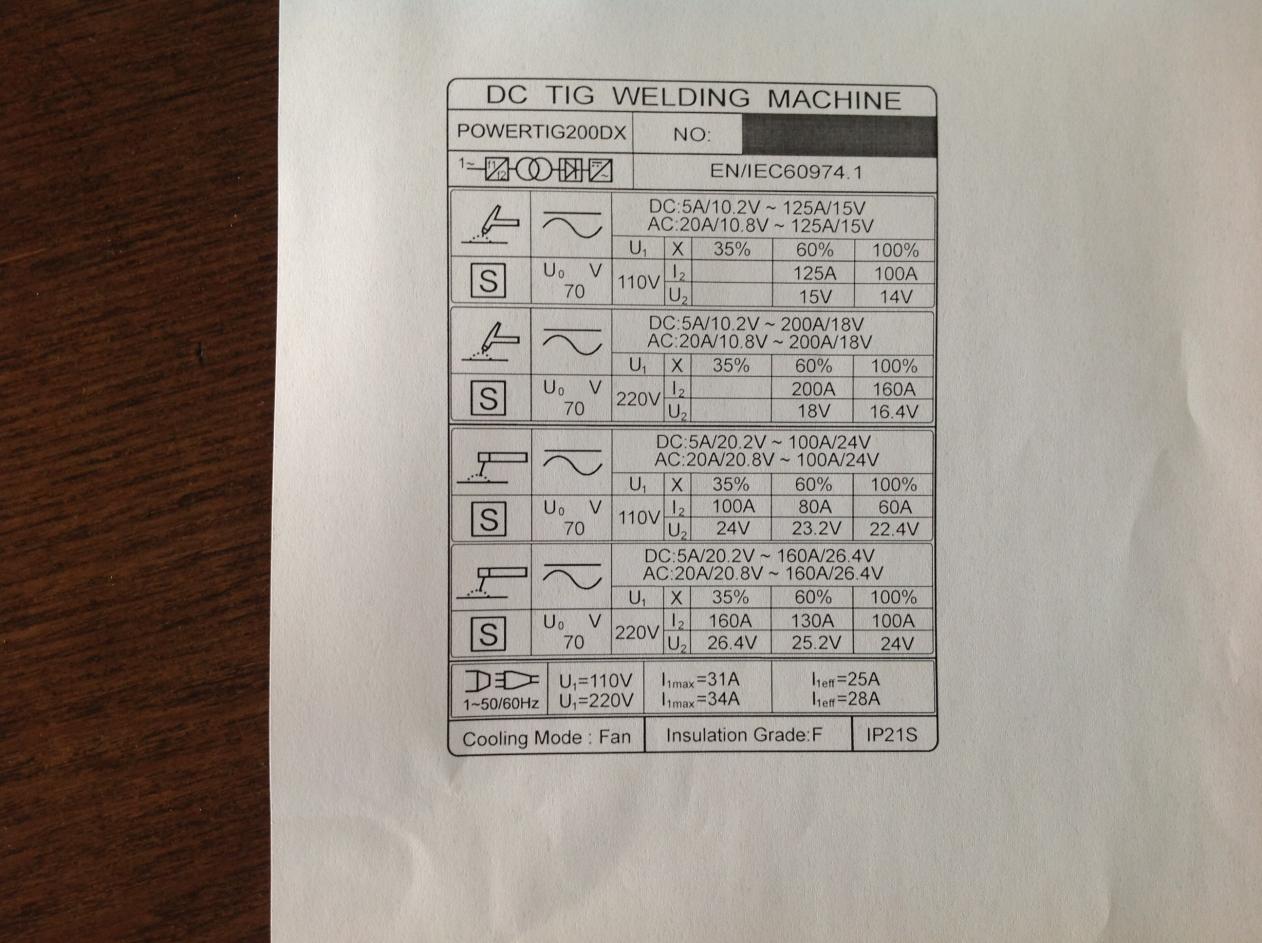 DC TIG WELDING MACHINE
POWERTIG200DX NO:
1~ f1 f2 EN/IEC60974.1
DC:5A/10.2V ~ 125A/15V
AC:20A/10.8V ~ 125A/15V
U₁ X 35% 60% 100%
S U₀ V 70 110V I₂ 125A 100A
U₂ 15V 14V
DC:5A/10.2V ~ 200A/18V
AC:20A/10.8V ~ 200A/18V
U₁ X 35% 60% 100%
S U₀ V 70 220V I₂ 200A 160A
U₂ 18V 16.4V
DC:5A/20.2V ~ 100A/24V
AC:20A/20.8V ~ 100A/24V
U₁ X 35% 60% 100%
S U₀ V 70 110V I₂ 100A 80A 60A
U₂ 24V 23.2V 22.4V
DC:5A/20.2V ~ 160A/26.4V
AC:20A/20.8V ~ 160A/26.4V
U₁ X 35% 60% 100%
S U₀ V 70 220V I₂ 160A 130A 100A
U₂ 26.4V 25.2V 24V
U₁=110V I₁max=31A I₁eff=25A
1~50/60Hz U₁=220V I₁max=34A I₁eff=28A
Cooling Mode : Fan Insulation Grade:F IP21S